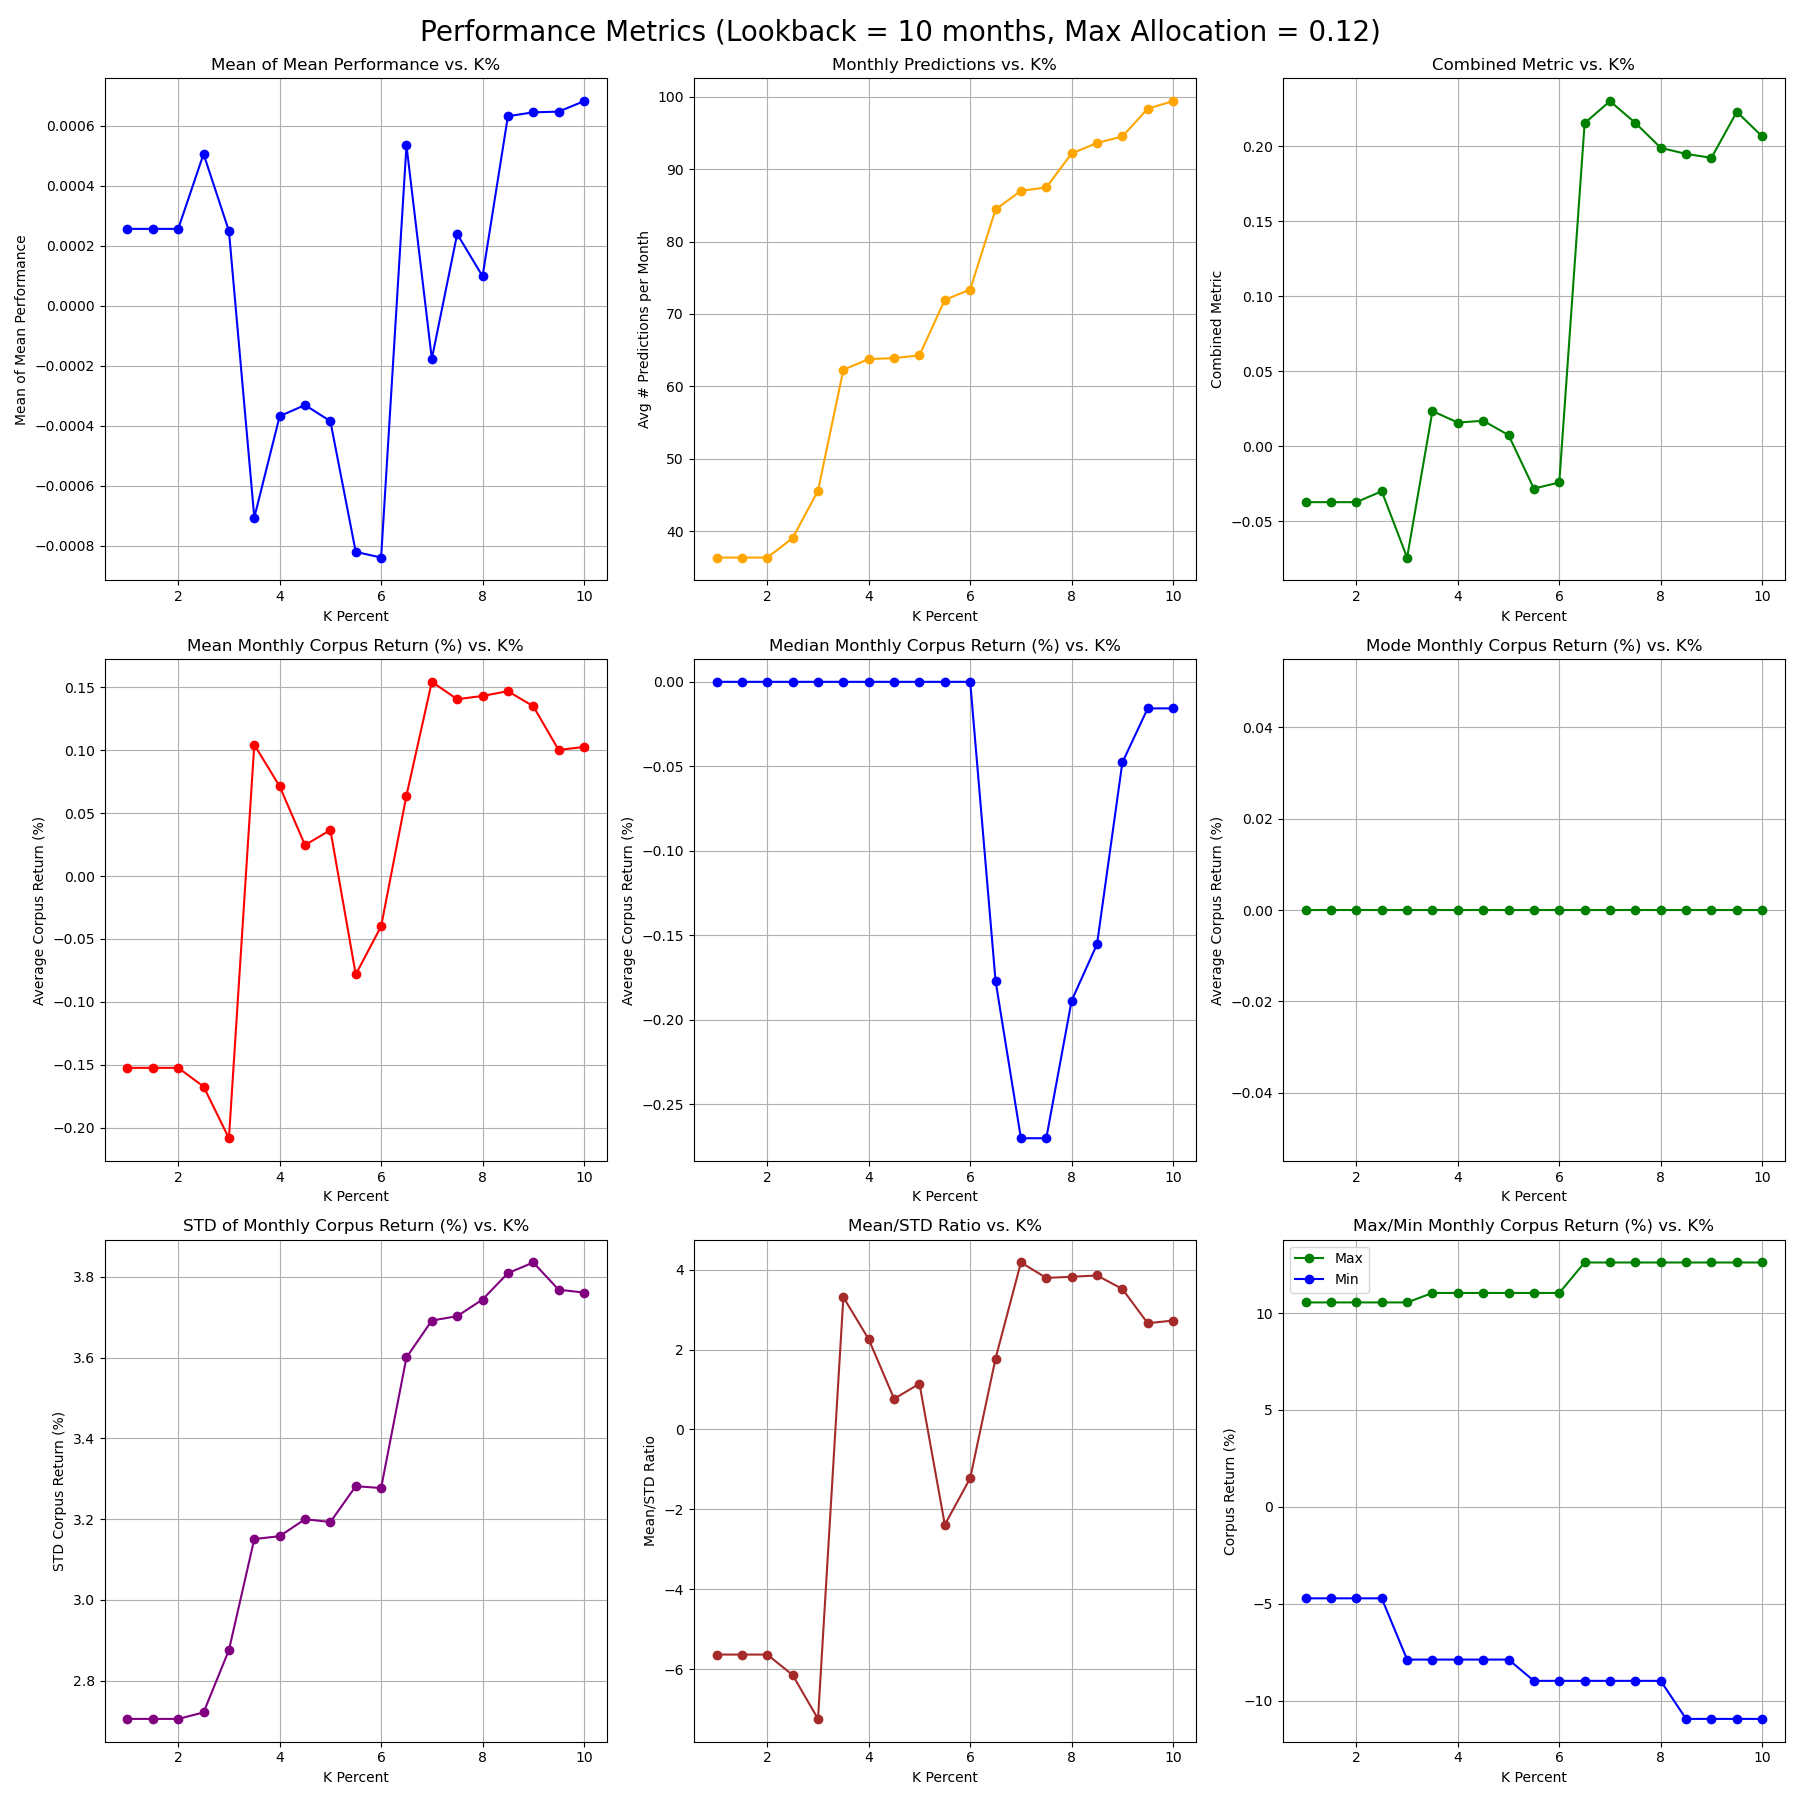 Performance Metrics (Lookback = 10 months, Max Allocation = 0.12)
Mean of Mean Performance vs. K%
Mean of Mean Performance
0.0006
0.0004
0.0002
0.0000
−0.0002
−0.0004
−0.0006
−0.0008
2 4 6 8 10
K Percent
Monthly Predictions vs. K%
Avg # Predictions per Month
100
90
80
70
60
50
40
2 4 6 8 10
K Percent
Combined Metric vs. K%
Combined Metric
0.20
0.15
0.10
0.05
0.00
−0.05
2 4 6 8 10
K Percent
Mean Monthly Corpus Return (%) vs. K%
Average Corpus Return (%)
0.15
0.10
0.05
0.00
−0.05
−0.10
−0.15
−0.20
2 4 6 8 10
K Percent
Median Monthly Corpus Return (%) vs. K%
Average Corpus Return (%)
0.00
−0.05
−0.10
−0.15
−0.20
−0.25
2 4 6 8 10
K Percent
Mode Monthly Corpus Return (%) vs. K%
Average Corpus Return (%)
0.04
0.02
0.00
−0.02
−0.04
2 4 6 8 10
K Percent
STD of Monthly Corpus Return (%) vs. K%
STD Corpus Return (%)
3.8
3.6
3.4
3.2
3.0
2.8
2 4 6 8 10
K Percent
Mean/STD Ratio vs. K%
Mean/STD Ratio
4
2
0
−2
−4
−6
2 4 6 8 10
K Percent
Max/Min Monthly Corpus Return (%) vs. K%
Max
Min
Corpus Return (%)
10
5
0
−5
−10
2 4 6 8 10
K Percent